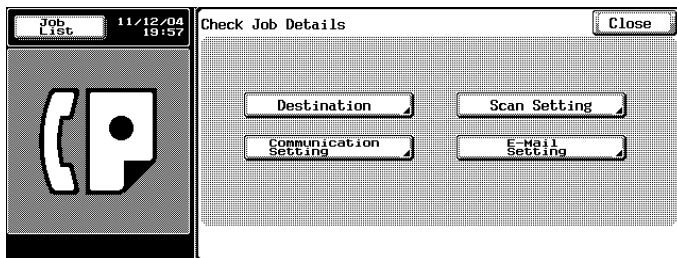 Job
List
11/12/04
19:57
Check Job Details
Close
Destination
Scan Setting
Communication
Setting
E-Mail
Setting